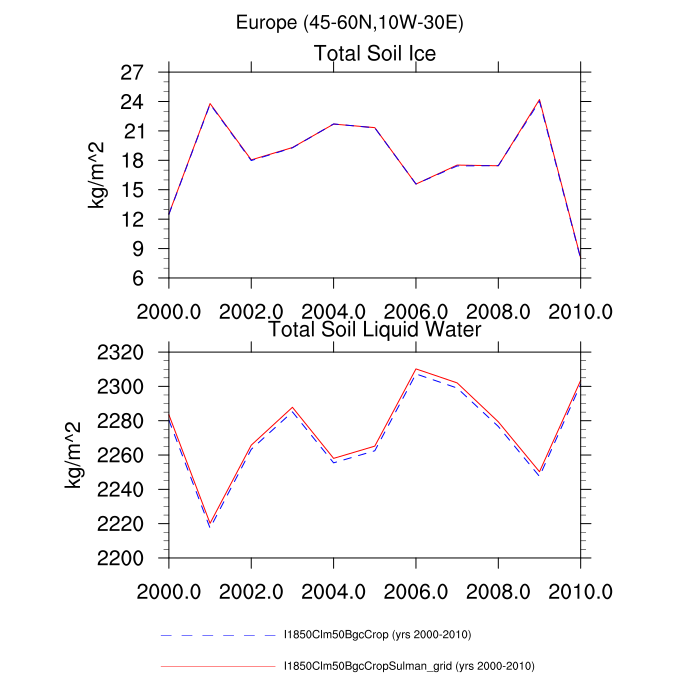 Europe (45-60N,10W-30E)
Total Soil Ice
27
24
21
18
15
12
9
6
kg/m^2
2000.0 2002.0 2004.0 2006.0 2008.0 2010.0
Total Soil Liquid Water
2320
2300
2280
2260
2240
2220
2200
kg/m^2
2000.0 2002.0 2004.0 2006.0 2008.0 2010.0
I1850Clm50BgcCrop (yrs 2000-2010)
I1850Clm50BgcCropSulman_grid (yrs 2000-2010)